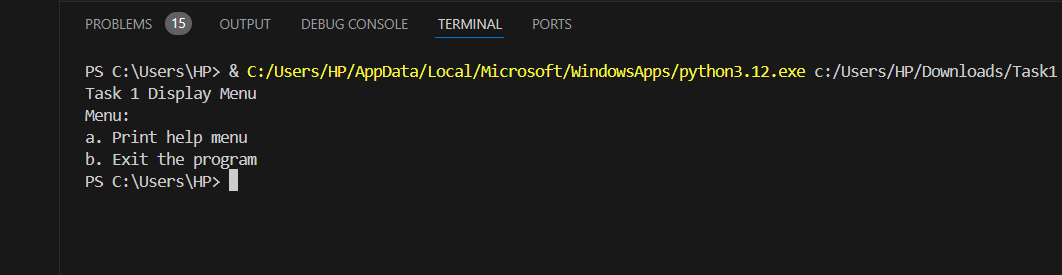 PROBLEMS 15 OUTPUT DEBUG CONSOLE TERMINAL PORTS
PS C:\Users\HP> & C:/Users/HP/AppData/Local/Microsoft/WindowsApps/python3.12.exe c:/Users/HP/Downloads/Task1
Task 1 Display Menu
Menu:
a. Print help menu
b. Exit the program
PS C:\Users\HP>